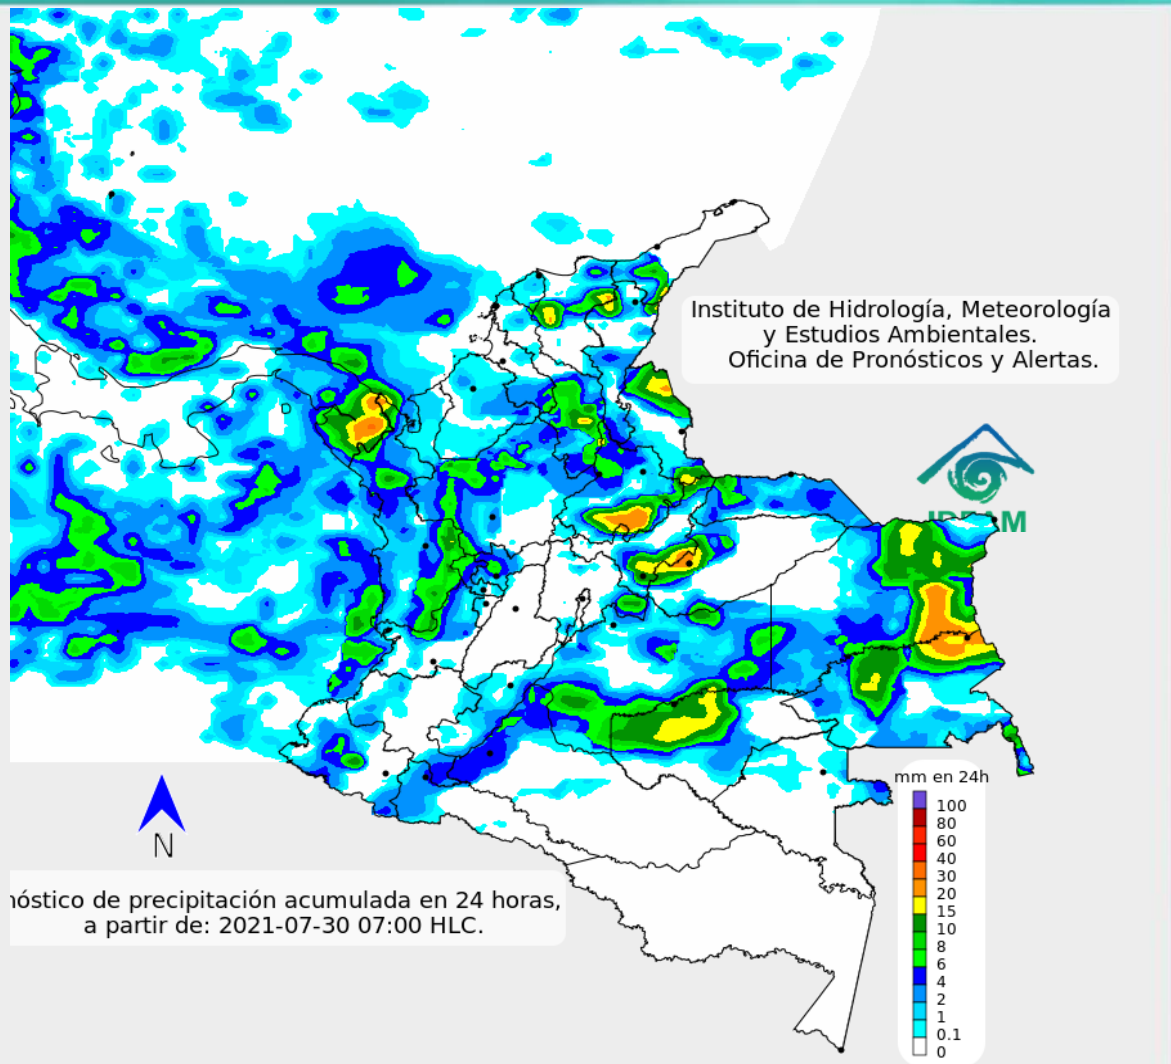 Instituto de Hidrología, Meteorología
y Estudios Ambientales.
Oficina de Pronósticos y Alertas.
IDEAM
mm en 24h
100
80
60
40
30
20
15
10
8
6
4
2
1
0.1
0
N
nóstico de precipitación acumulada en 24 horas,
a partir de: 2021-07-30 07:00 HLC.